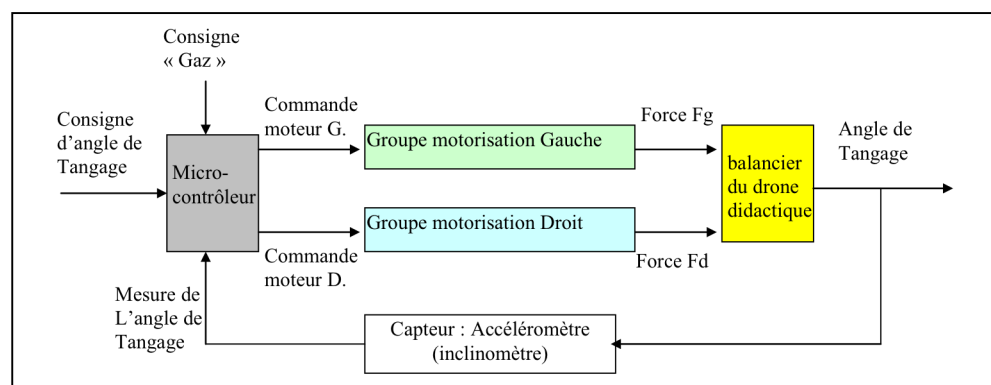 Consigne
« Gaz »
Consigne
d'angle de
Tangage
Commande
moteur G.
Groupe motorisation Gauche
Force Fg
Angle de
Tangage
Micro-
contrôleur
balancier
du drone
didactique
Groupe motorisation Droit
Commande
moteur D.
Force Fd
Mesure de
L'angle de
Tangage
Capteur : Accéléromètre
(inclinomètre)